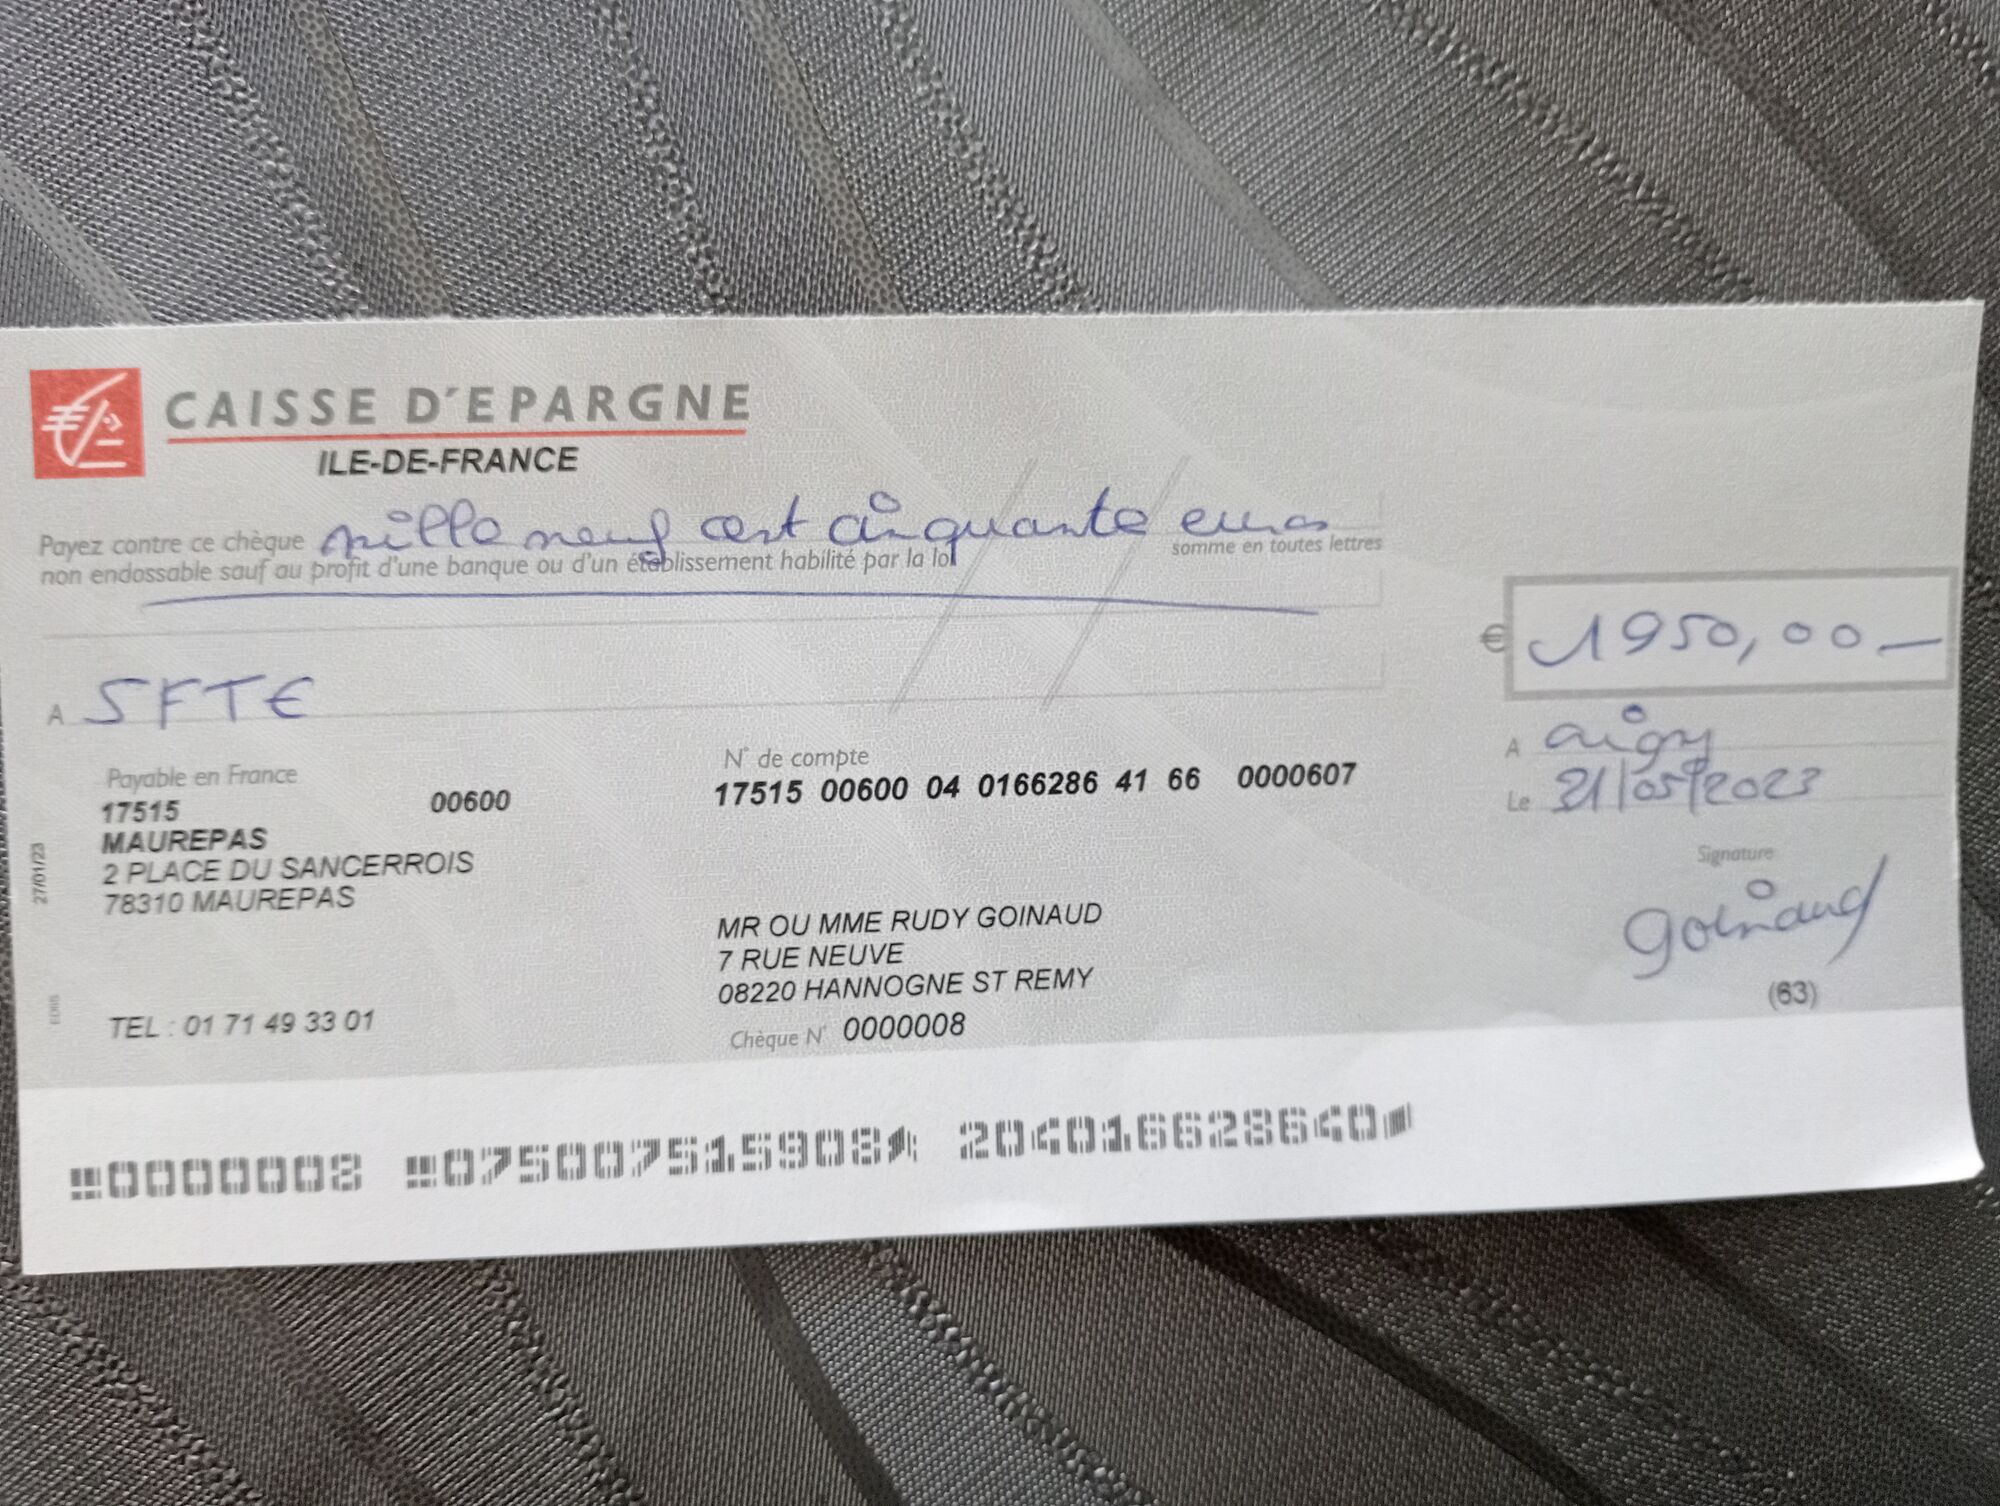 CAISSE D'EPARGNE
ILE-DE-FRANCE
Payez contre ce chèque mille neuf cent cinquante euros
non endossable sauf au profit d'une banque ou d'un établissement habilité par la loi
somme en toutes lettres
€ 1950,00-
A SFTE
A
Le 31/05/2023
Payable en France
17515 00600
MAUREPAS
2 PLACE DU SANCERROIS
78310 MAUREPAS
TEL : 01 71 49 33 01
27/01/23
EDIIS
N° de compte
17515 00600 04 0166286 41 66 0000607
MR OU MME RUDY GOINAUD
7 RUE NEUVE
08220 HANNOGNE ST REMY
Chèque N° 0000008
Signature
Goinaud
(63)
0000008 075007515908 204016628640